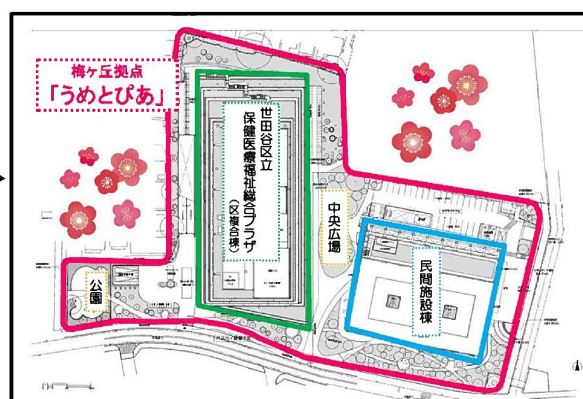 梅ヶ丘拠点
「うめとぴあ」
世田谷区立
保健医療福祉総合プラザ
(区複合棟)
中央広場
民間施設棟
公園